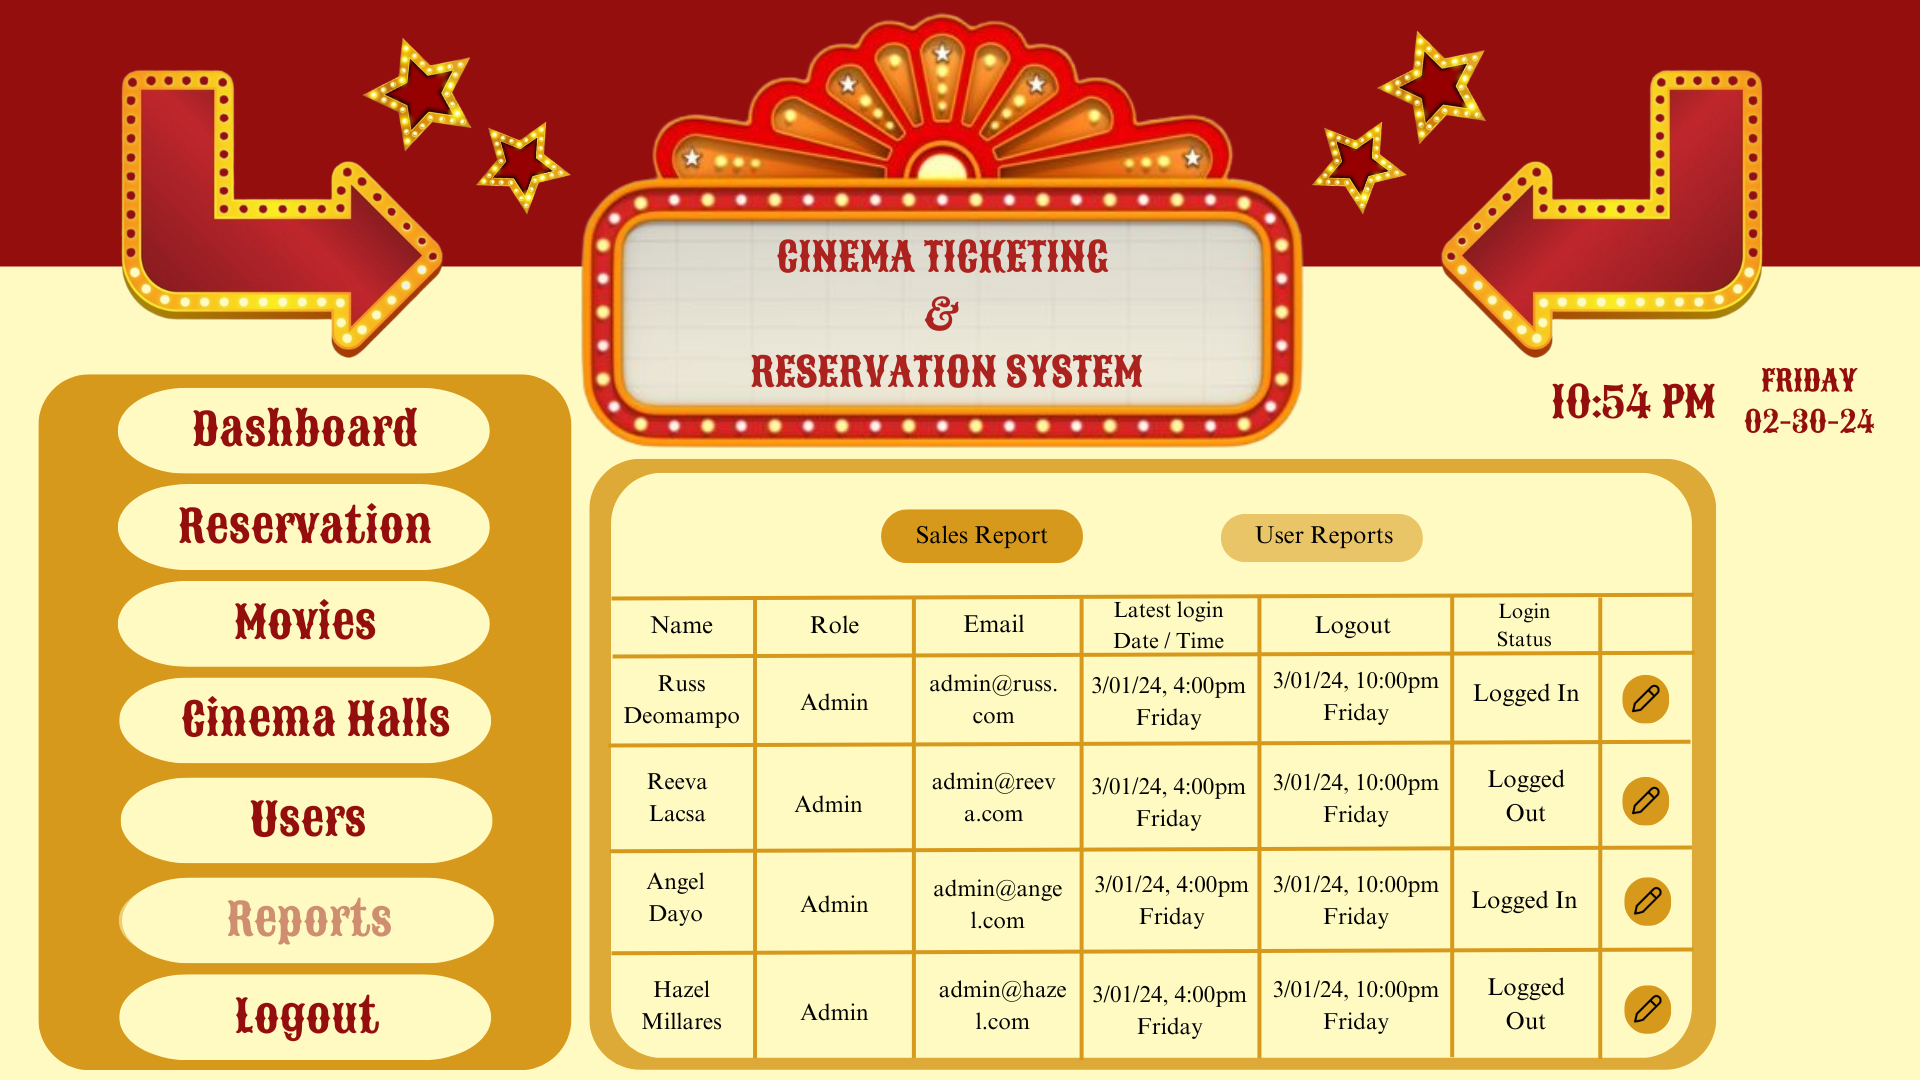 CINEMA TICKETING
&
RESERVATION SYSTEM
10:54 PM
FRIDAY
02-30-24
Dashboard
Reservation
Movies
Cinema Halls
Users
Reports
Logout
Sales Report
User Reports
Name
Role
Email
Latest login
Date / Time
Logout
Login
Status
Russ
Deomampo
Admin
admin@russ.
com
3/01/24, 4:00pm
Friday
3/01/24, 10:00pm
Friday
Logged In
Reeva
Lacsa
Admin
admin@reev
a.com
3/01/24, 4:00pm
Friday
3/01/24, 10:00pm
Friday
Logged
Out
Angel
Dayo
Admin
admin@ange
l.com
3/01/24, 4:00pm
Friday
3/01/24, 10:00pm
Friday
Logged In
Hazel
Millares
Admin
admin@haze
l.com
3/01/24, 4:00pm
Friday
3/01/24, 10:00pm
Friday
Logged
Out